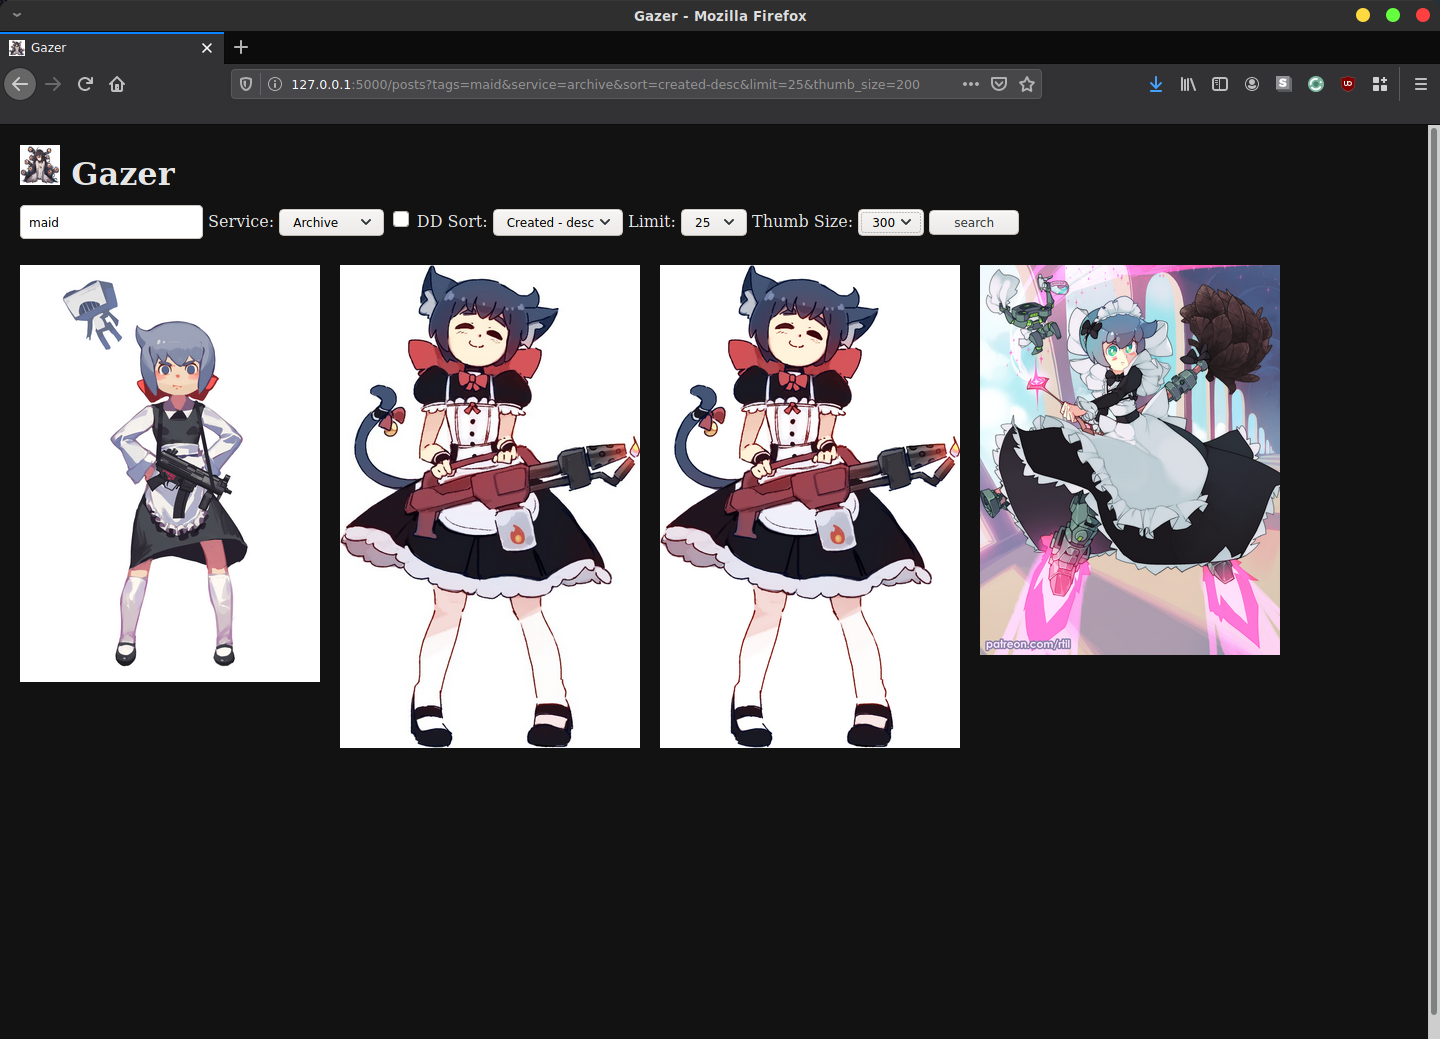 Gazer - Mozilla Firefox
Gazer
127.0.0.1:5000/posts?tags=maid&service=archive&sort=created-desc&limit=25&thumb_size=200
Gazer
maid Service: Archive DD Sort: Created - desc Limit: 25 Thumb Size: 300 search
patreon.com/rtil